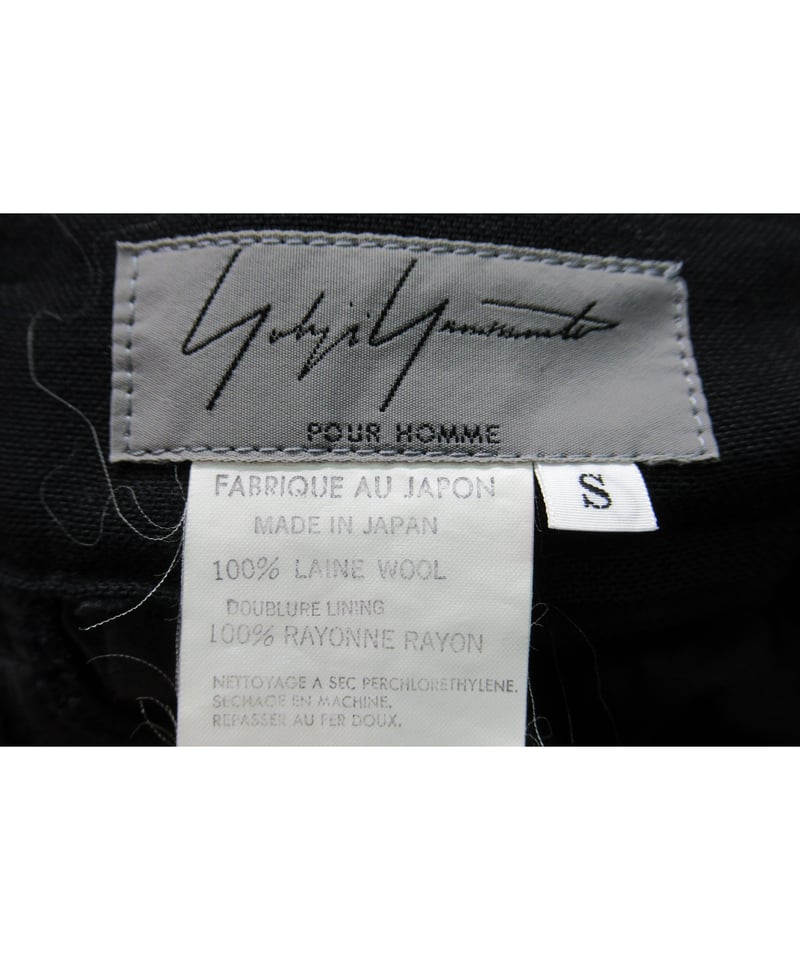 Yohji Yamamoto
POUR HOMME
S
FABRIQUE AU JAPON
MADE IN JAPAN
100% LAINE WOOL
DOUBLURE LINING
100% RAYONNE RAYON
NETTOYAGE A SEC PERCHLORETHYLENE.
SECHAGE EN MACHINE.
REPASSER AU FER DOUX.